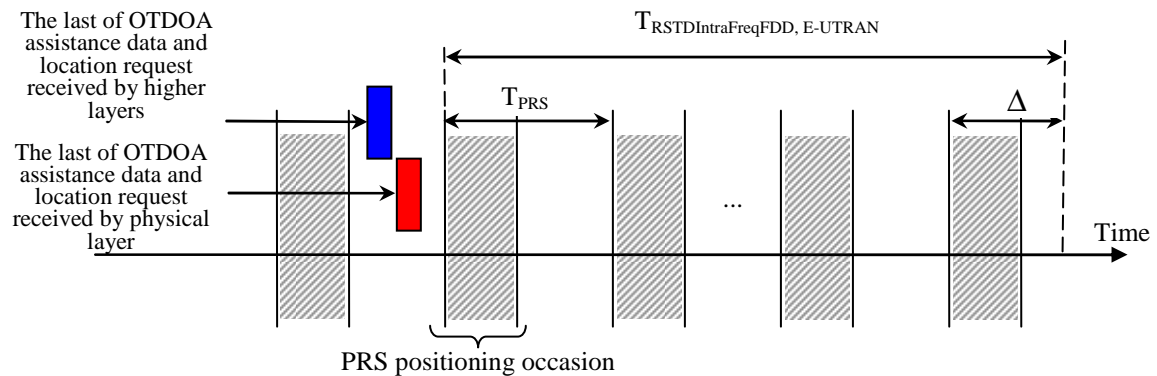 The last of OTDOA
assistance data and
location request
received by higher
layers
T_RSTDIntraFreqFDD, E-UTRAN
T_PRS
Δ
The last of OTDOA
assistance data and
location request
received by physical
layer
...
Time
PRS positioning occasion